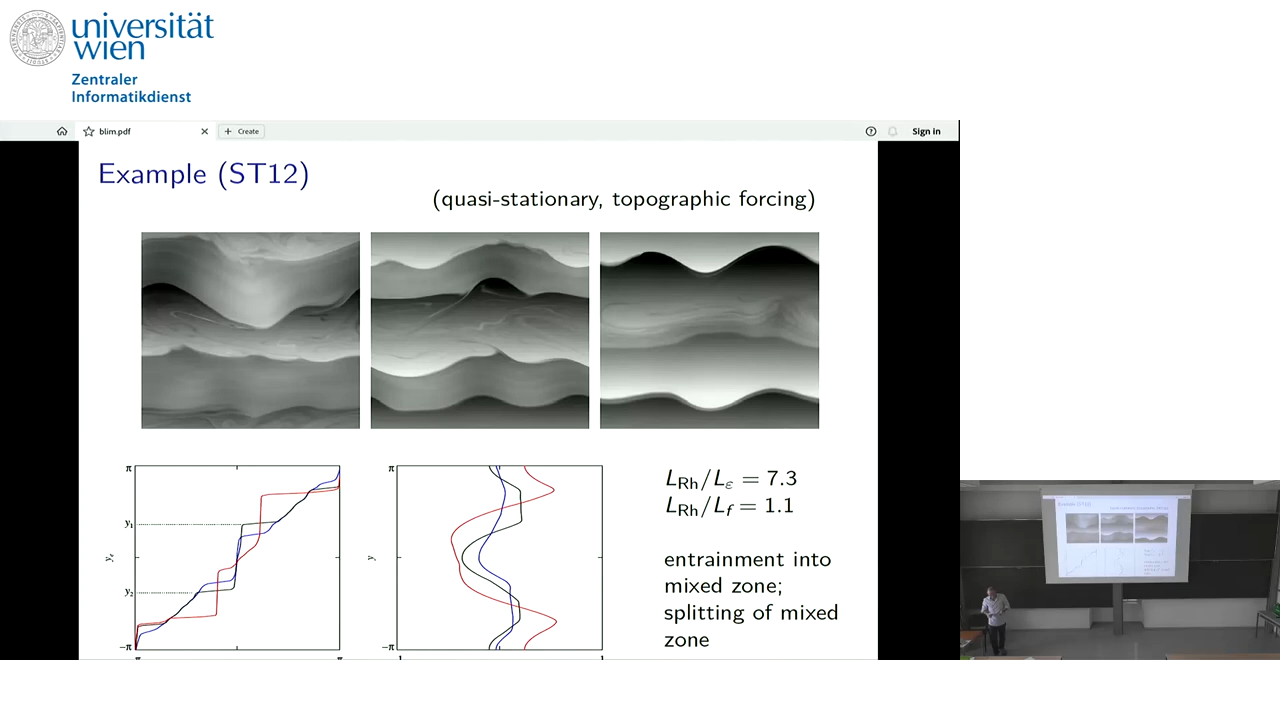 universität
wien
Zentraler
Informatikdienst
blim.pdf
Create
Sign in
Example (ST12)
(quasi-stationary, topographic forcing)
π
y₁
yₑ
y₂
−π
π
y
−π
L_Rh/L_ε = 7.3
L_Rh/L_f = 1.1
entrainment into
mixed zone;
splitting of mixed
zone